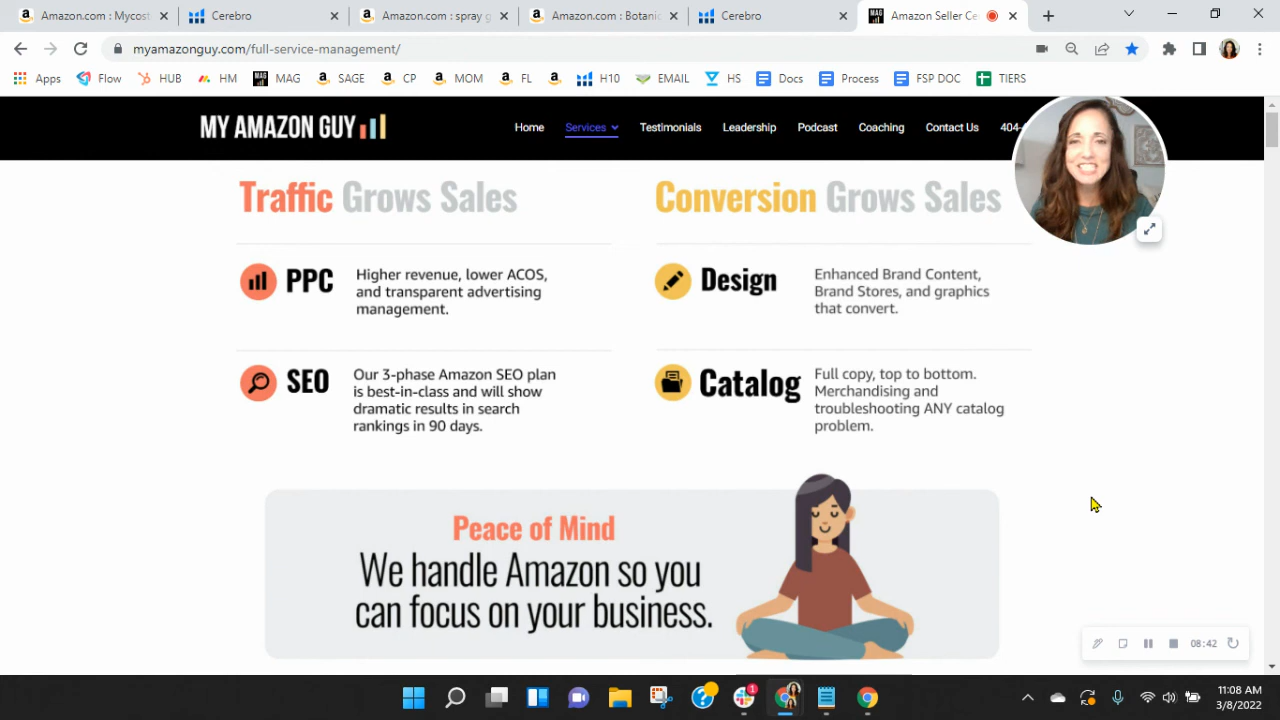 Amazon.com : Mycost
Cerebro
Amazon.com : spray g
Amazon.com : Botanic
Cerebro
Amazon Seller Ce
myamazonguy.com/full-service-management/
Apps
Flow
HUB
HM
MAG
SAGE
CP
MOM
FL
H10
EMAIL
HS
Docs
Process
FSP DOC
TIERS
MY AMAZON GUY
Home
Services
Testimonials
Leadership
Podcast
Coaching
Contact Us
Traffic Grows Sales
PPC
Higher revenue, lower ACOS,
and transparent advertising
management.
SEO
Our 3-phase Amazon SEO plan
is best-in-class and will show
dramatic results in search
rankings in 90 days.
Conversion Grows Sales
Design
Enhanced Brand Content,
Brand Stores, and graphics
that convert.
Catalog
Full copy, top to bottom.
Merchandising and
troubleshooting ANY catalog
problem.
Peace of Mind
We handle Amazon so you
can focus on your business.
08:42
11:08 AM
3/8/2022